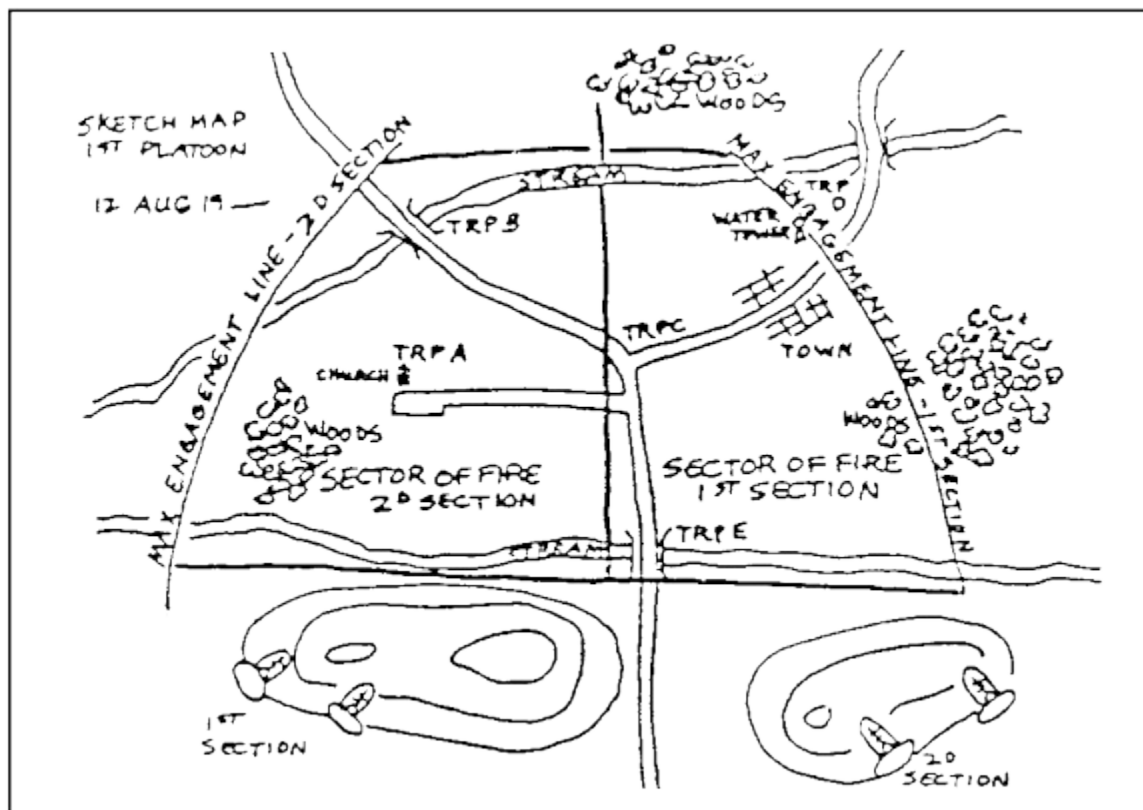 WOODS
SKETCH MAP
1ST PLATOON
12 AUG 19
MAX ENGAGEMENT LINE - 2D SECTION
STREAM
MAX ENGAGEMENT LINE - 1ST SECTION
TRP D
WATER
TOWER
TRP B
TRP C
TOWN
TRP A
CHURCH
WOODS
WOODS
SECTOR OF FIRE
2D SECTION
SECTOR OF FIRE
1ST SECTION
STREAM
TRP E
1ST
SECTION
2D
SECTION